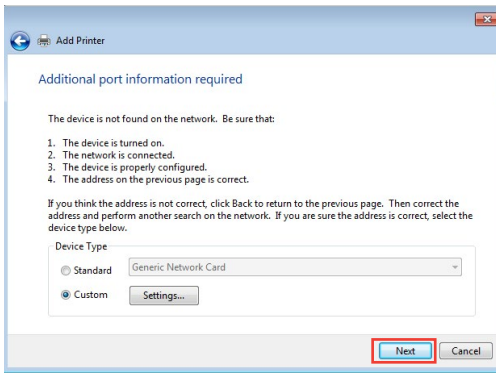 Add Printer
Additional port information required
The device is not found on the network. Be sure that:
1. The device is turned on.
2. The network is connected.
3. The device is properly configured.
4. The address on the previous page is correct.
If you think the address is not correct, click Back to return to the previous page. Then correct the
address and perform another search on the network. If you are sure the address is correct, select the
device type below.
Device Type
Standard
Generic Network Card
Custom
Settings...
Next
Cancel